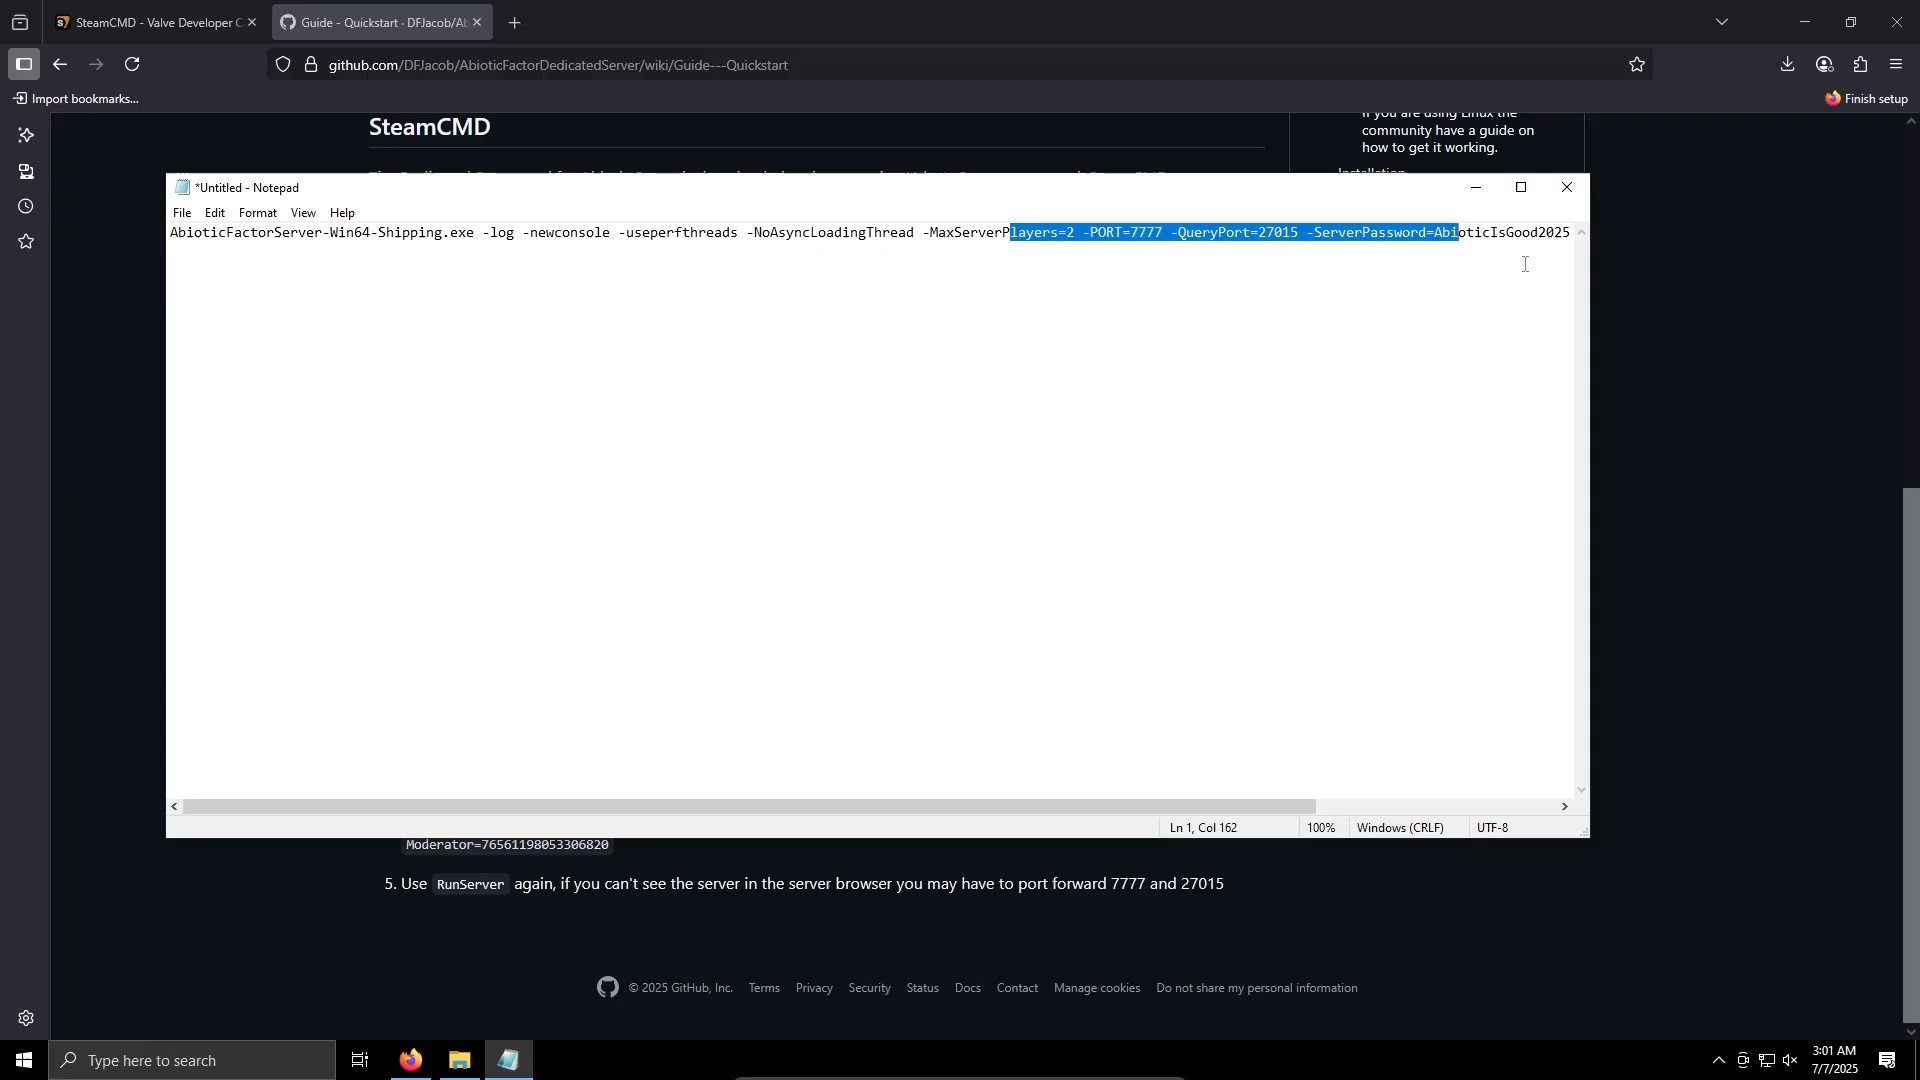 SteamCMD - Valve Developer C
Guide - Quickstart · DFJacob/Ab
github.com/DFJacob/AbioticFactorDedicatedServer/wiki/Guide---Quickstart
Import bookmarks...
Finish setup
SteamCMD
If you are using Linux the
community have a guide on
how to get it working.
*Untitled - Notepad
File Edit Format View Help
AbioticFactorServer-Win64-Shipping.exe -log -newconsole -useperfthreads -NoAsyncLoadingThread -MaxServerPlayers=2 -PORT=7777 -QueryPort=27015 -ServerPassword=AbioticIsGood2025
Ln 1, Col 162
100%
Windows (CRLF)
UTF-8
Moderator=76561198053306820
5. Use RunServer again, if you can't see the server in the server browser you may have to port forward 7777 and 27015
© 2025 GitHub, Inc. Terms Privacy Security Status Docs Contact Manage cookies Do not share my personal information
Type here to search
3:01 AM
7/7/2025